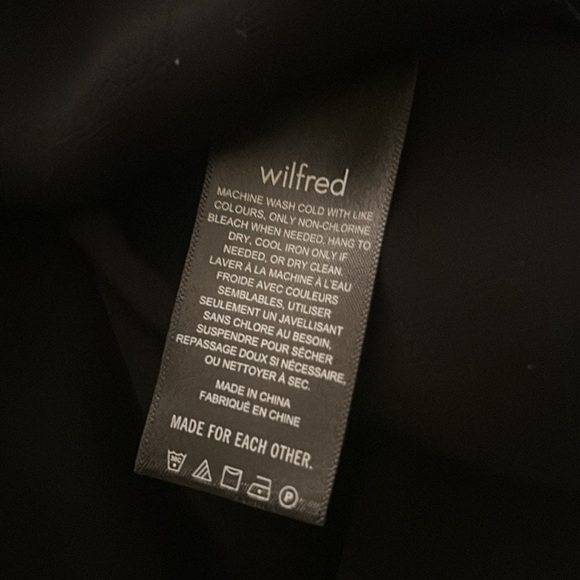 wilfred
MACHINE WASH COLD WITH LIKE
COLOURS, ONLY NON-CHLORINE
BLEACH WHEN NEEDED, HANG TO
DRY, COOL IRON ONLY IF
NEEDED, OR DRY CLEAN.
LAVER À LA MACHINE À L'EAU
FROIDE AVEC COULEURS
SEMBLABLES, UTILISER
SEULEMENT UN JAVELLISANT
SANS CHLORE AU BESOIN,
SUSPENDRE POUR SÉCHER
REPASSAGE DOUX SI NÉCESSAIRE,
OU NETTOYER À SEC.
MADE IN CHINA
FABRIQUÉ EN CHINE
MADE FOR EACH OTHER.
30C P